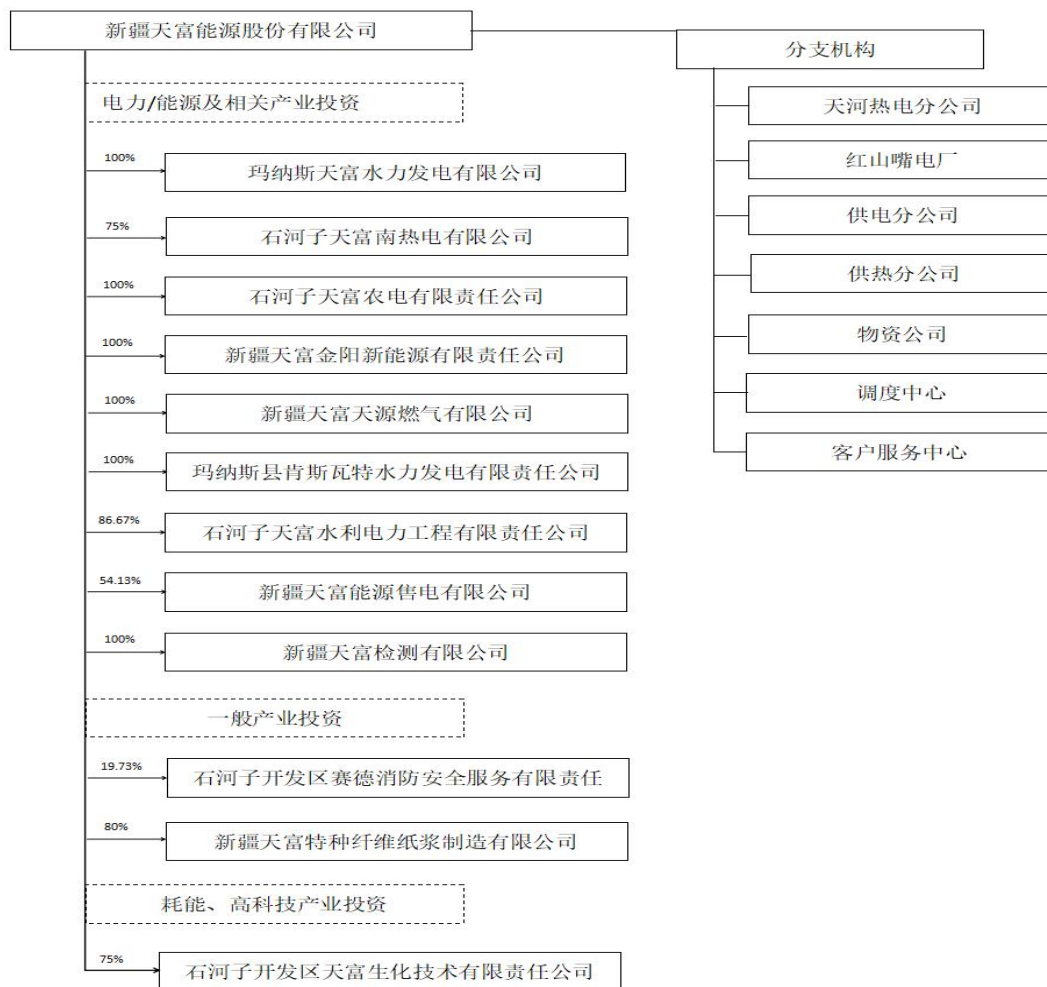 新疆天富能源股份有限公司
分支机构
电力/能源及相关产业投资
天河热电分公司
100%
玛纳斯天富水力发电有限公司
红山嘴电厂
75%
石河子天富南热电有限公司
供电分公司
100%
石河子天富农电有限责任公司
供热分公司
100%
新疆天富金阳新能源有限责任公司
物资公司
100%
新疆天富天源燃气有限公司
调度中心
100%
玛纳斯县肯斯瓦特水力发电有限责任公司
客户服务中心
86.67%
石河子天富水利电力工程有限责任公司
54.13%
新疆天富能源售电有限公司
100%
新疆天富检测有限公司
一般产业投资
19.73%
石河子开发区赛德消防安全服务有限责任
80%
新疆天富特种纤维纸浆制造有限公司
耗能、高科技产业投资
75%
石河子开发区天富生化技术有限责任公司